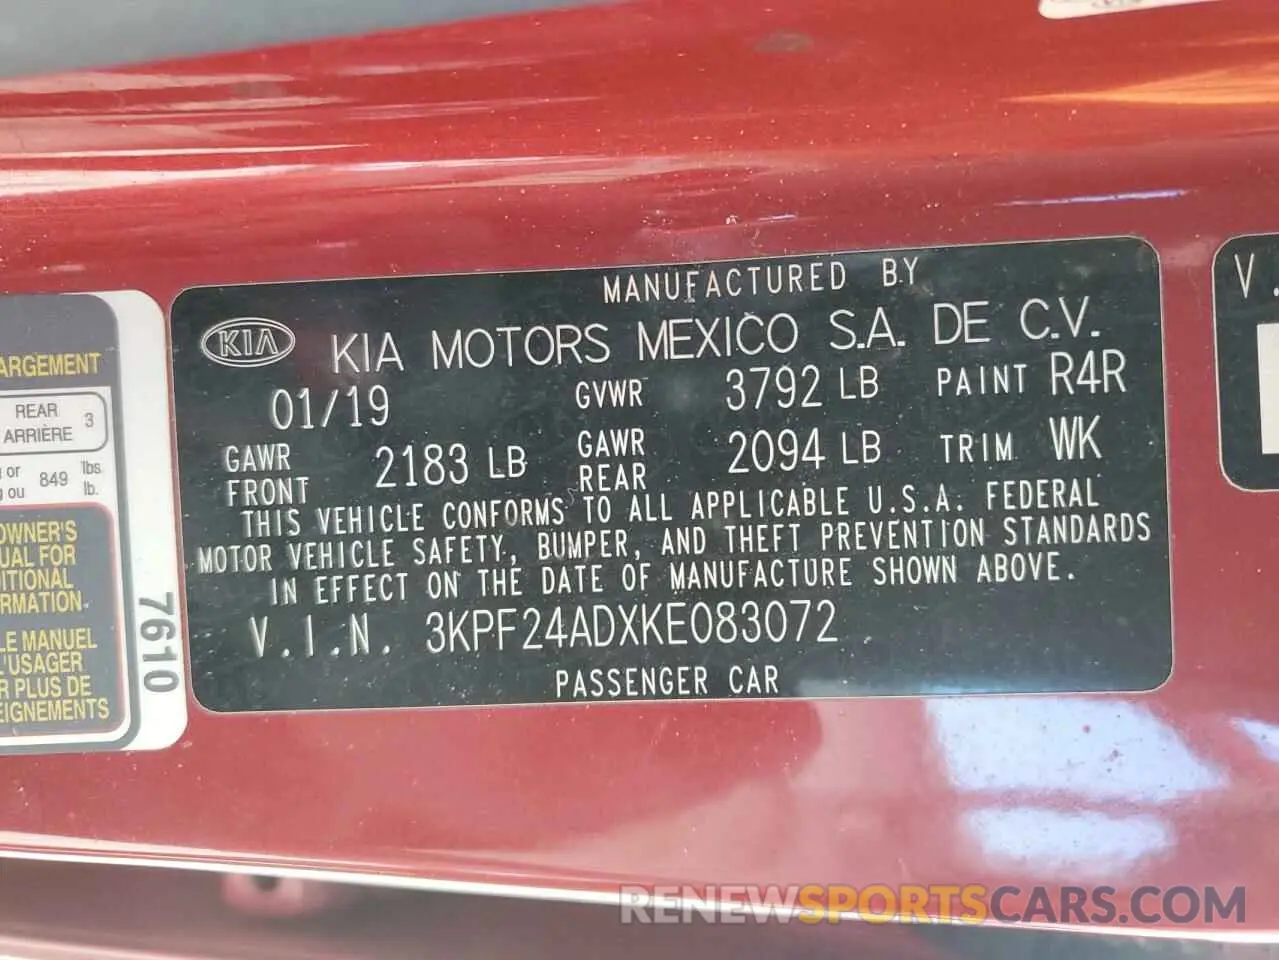 MANUFACTURED BY
KIA KIA MOTORS MEXICO S.A. DE C.V.
01/19 GVWR 3792 LB PAINT R4R
GAWR FRONT 2183 LB GAWR REAR 2094 LB TRIM WK
THIS VEHICLE CONFORMS TO ALL APPLICABLE U.S.A. FEDERAL
MOTOR VEHICLE SAFETY, BUMPER, AND THEFT PREVENTION STANDARDS
IN EFFECT ON THE DATE OF MANUFACTURE SHOWN ABOVE.
V.I.N. 3KPF24ADXKE083072
PASSENGER CAR
ARGEMENT
REAR
ARRIÈRE 3
or 849 lbs
ou lb.
OWNER'S
UAL FOR
ITIONAL
RMATION.
LE MANUEL
L'USAGER
R PLUS DE
EIGNEMENTS
7610
V.
RENEWSPORTSCARS.COM